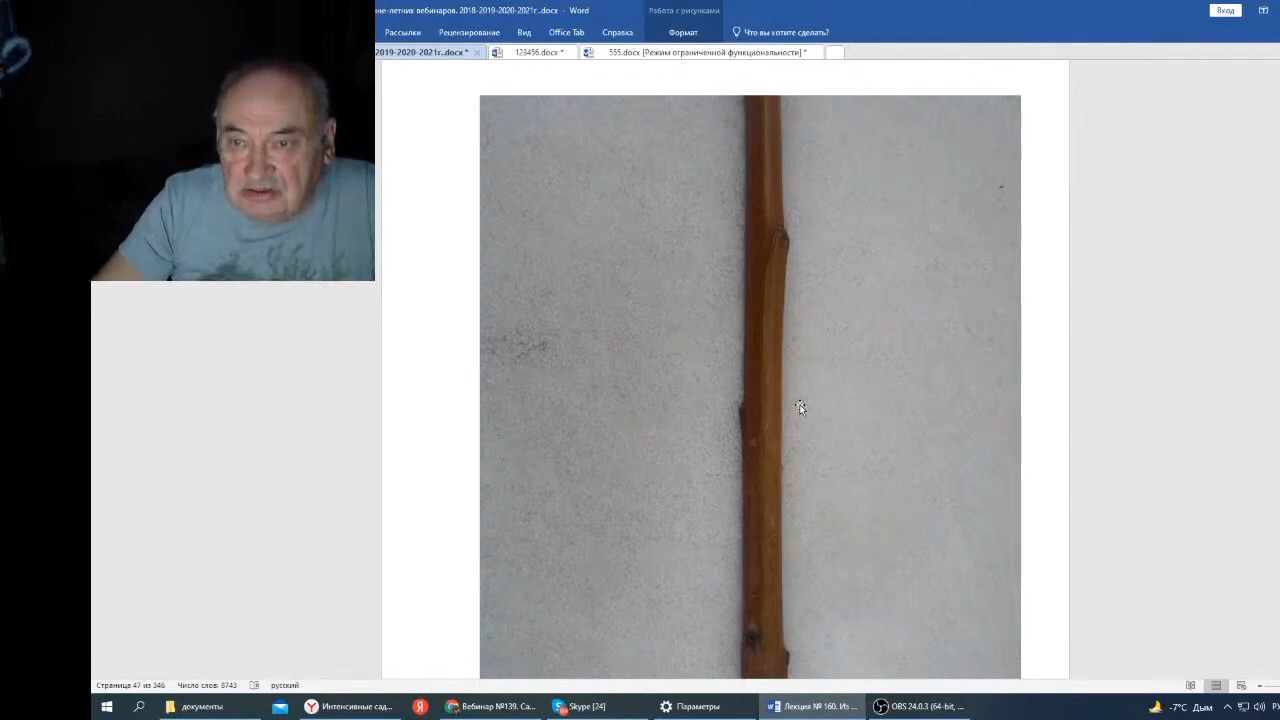 не-летних вебинаров. 2018-2019-2020-2021г..docx - Word
Работа с рисунками
Вход
Рассылки Рецензирование Вид Office Tab Справка Формат Что вы хотите сделать?
2019-2020-2021г..docx * 123456.docx * 555.docx [Режим ограниченной функциональности] *
Страница 47 из 346 Число слов: 8743 русский
документы Интенсивные сад... Я Вебинар №139. Са... Skype [24] Параметры Лекция № 160. Из ... OBS 24.0.3 (64-bit, ... -7°C Дым